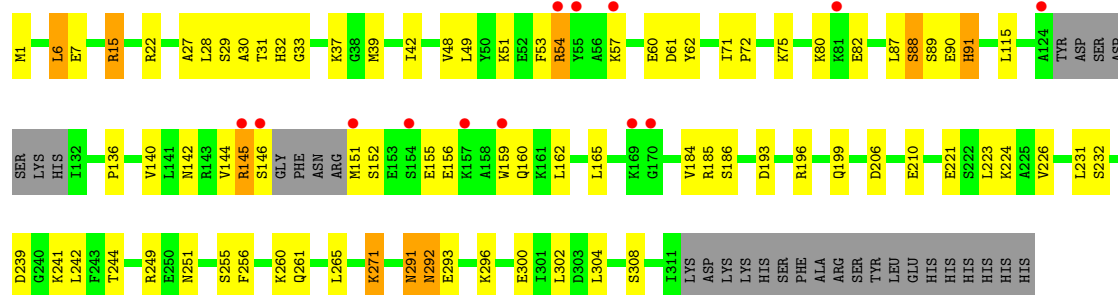 M1 L6 E7 R15 R22 A27 L28 S29 A30 T31 H32 G33 K37 G38 M39 I42 V48 L49 Y50 K51 E52 F53 R54 Y55 A56 K57 E60 D61 Y62 I71 P72 K75 K80 K81 E82 L87 S88 S89 E90 H91 L115 A124 TYR ASP SER ASP
SER LYS HIS I132 P136 V140 L141 N142 R143 V144 R145 S146 GLY PHE ASN ARG M151 S152 E153 S154 E155 E156 K157 A158 W159 Q160 K161 L162 L165 K169 G170 V184 R185 S186 D193 R196 Q199 D206 E210 E221 S222 L223 K224 A225 V226 L231 S232
D239 G240 K241 L242 F243 T244 R249 E250 N251 S255 F256 K260 Q261 L265 K271 N291 N292 E293 K296 E300 I301 L302 D303 L304 S308 I311 LYS ASP LYS LYS HIS SER PHE ALA ARG SER TYR LEU GLU HIS HIS HIS HIS HIS HIS